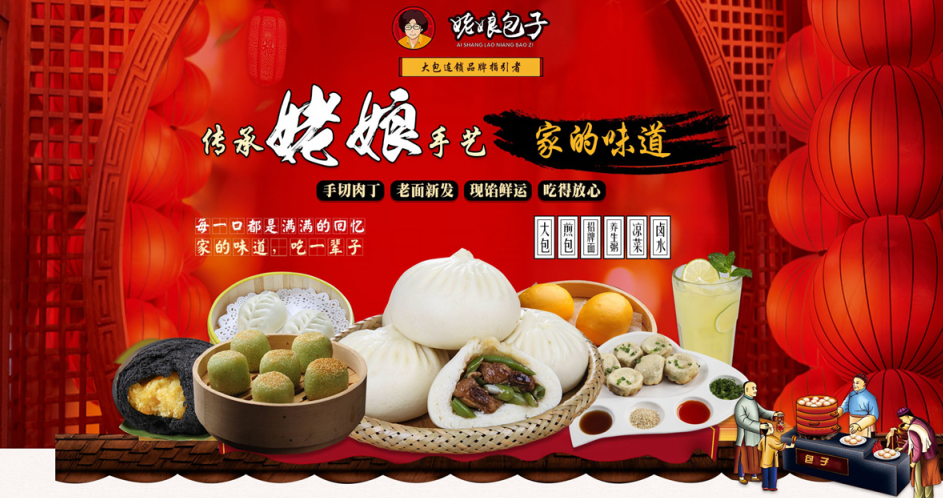 姥娘包子
AI SHANG LAO NIANG BAO ZI
大包连锁品牌指引者
传承姥娘手艺 家的味道
手切肉丁 老面新发 现馅鲜运 吃得放心
每一口都是满满的回忆
家的味道，吃一辈子
大包 煎包 招牌面 养生粥 凉菜 卤水
包子